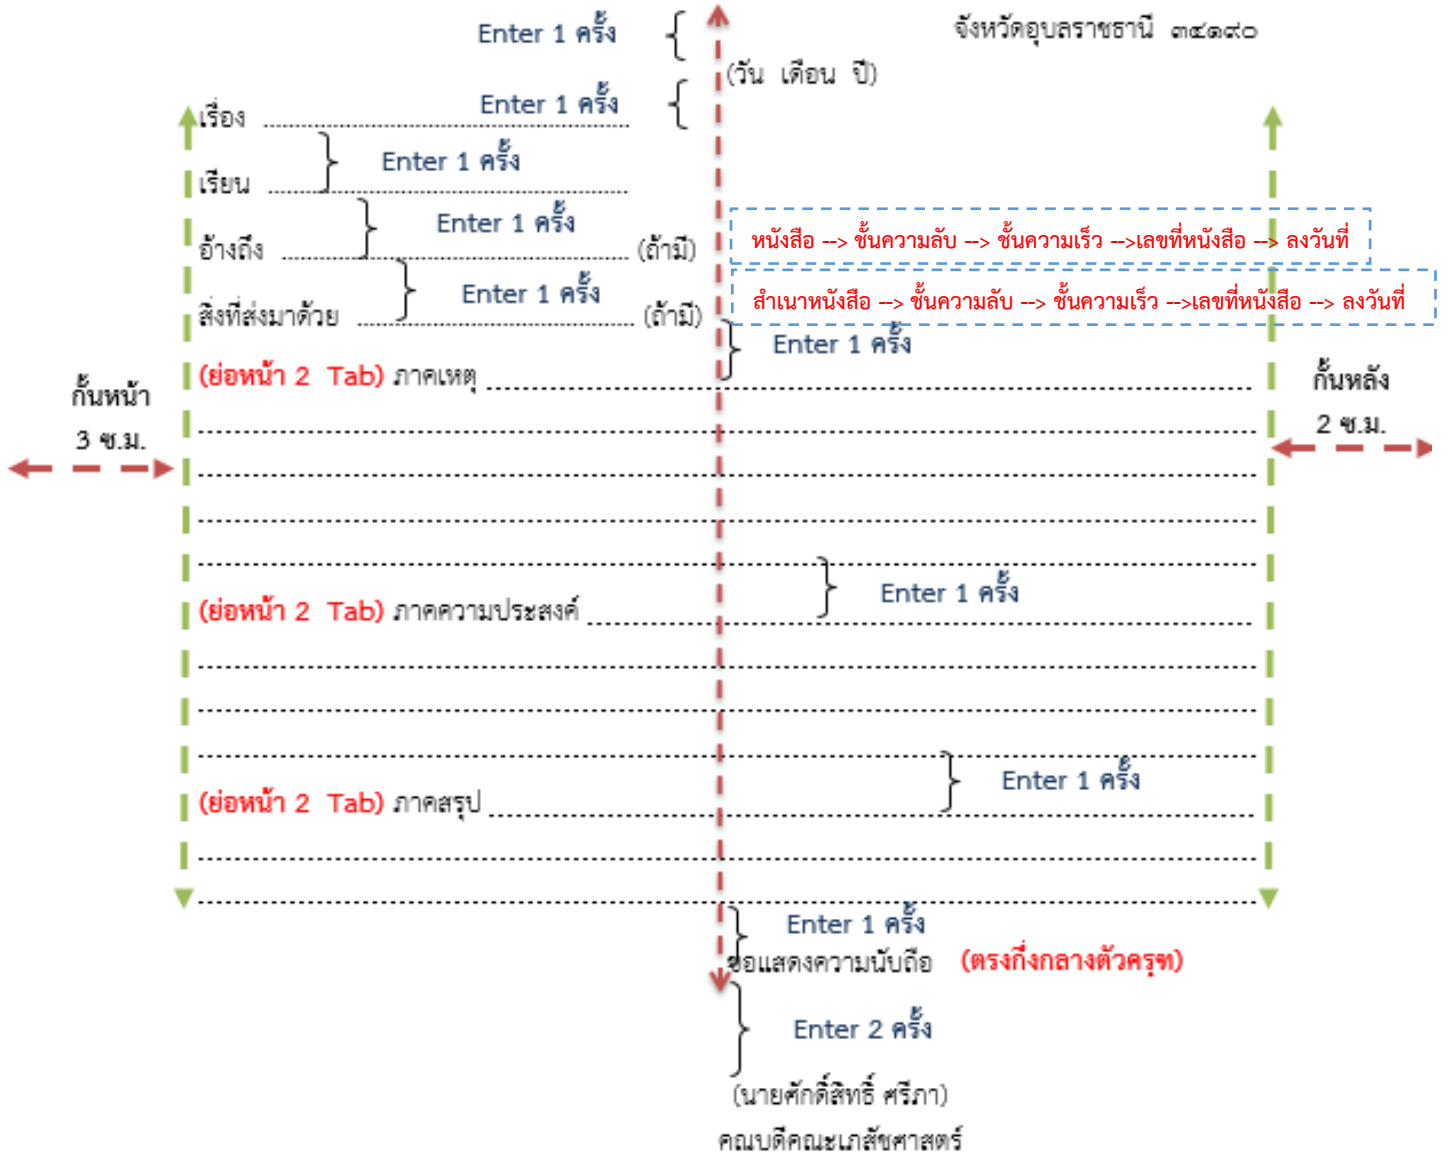 Enter 1 ครั้ง จังหวัดอุบลราชธานี ๓๔๑๙๐
(วัน เดือน ปี)
Enter 1 ครั้ง
เรื่อง
Enter 1 ครั้ง
เรียน
Enter 1 ครั้ง
หนังสือ --> ชั้นความลับ --> ชั้นความเร็ว -->เลขที่หนังสือ --> ลงวันที่
อ้างถึง (ถ้ามี)
Enter 1 ครั้ง
สำเนาหนังสือ --> ชั้นความลับ --> ชั้นความเร็ว -->เลขที่หนังสือ --> ลงวันที่
สิ่งที่ส่งมาด้วย (ถ้ามี)
Enter 1 ครั้ง
(ย่อหน้า 2 Tab) ภาคเหตุ
กั้นหน้า
3 ซ.ม.
กั้นหลัง
2 ซ.ม.
Enter 1 ครั้ง
(ย่อหน้า 2 Tab) ภาคความประสงค์
Enter 1 ครั้ง
(ย่อหน้า 2 Tab) ภาคสรุป
Enter 1 ครั้ง
ขอแสดงความนับถือ (ตรงกึ่งกลางตัวครุฑ)
Enter 2 ครั้ง
(นายศักดิ์สิทธิ์ ศรีภา)
คณบดีคณะเภสัชศาสตร์